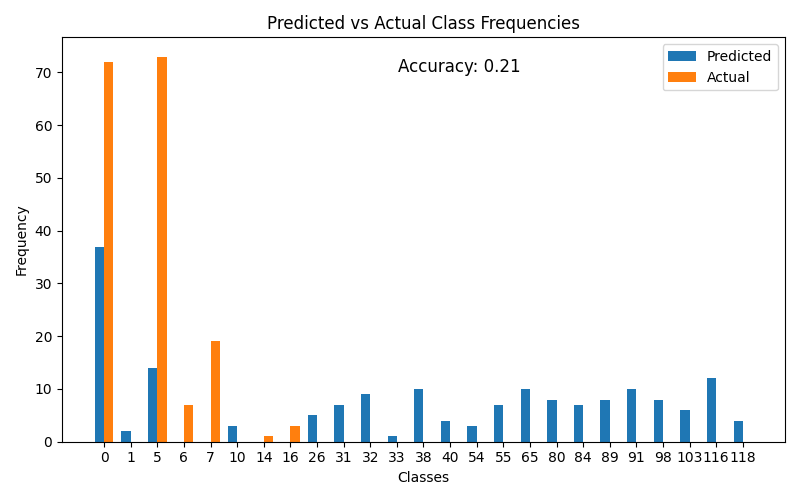 Predicted vs Actual Class Frequencies
Accuracy: 0.21
Predicted
Actual
Frequency
70
60
50
40
30
20
10
0
0 1 5 6 7 10 14 16 26 31 32 33 38 40 54 55 65 80 84 89 91 98 103 116 118
Classes